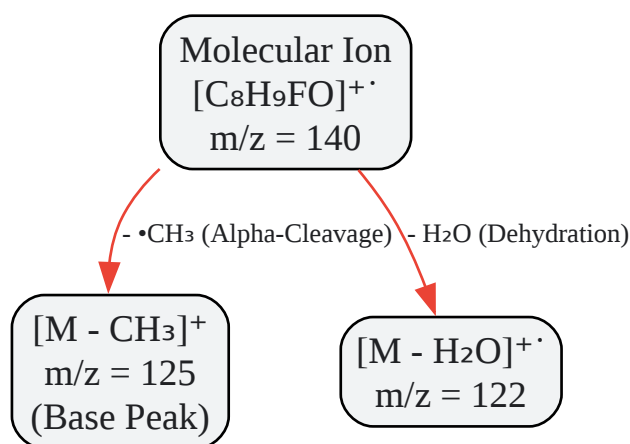 Molecular Ion
[C₈H₉FO]⁺˙
m/z = 140
- •CH₃ (Alpha-Cleavage)
- H₂O (Dehydration)
[M - CH₃]⁺
m/z = 125
(Base Peak)
[M - H₂O]⁺˙
m/z = 122